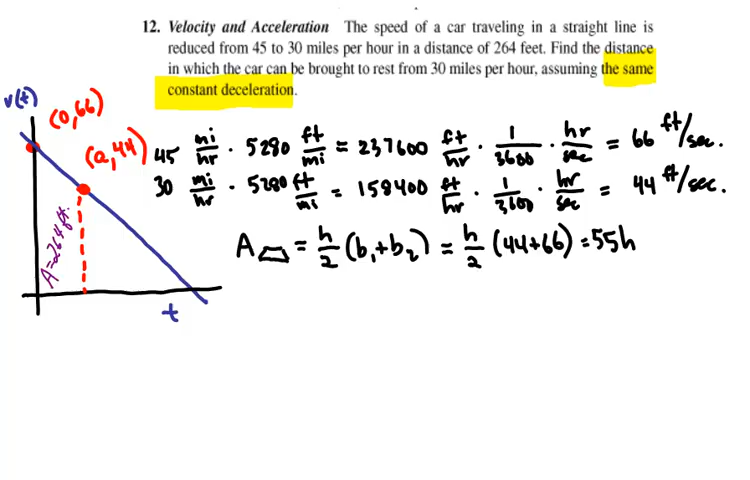 12. Velocity and Acceleration The speed of a car traveling in a straight line is
reduced from 45 to 30 miles per hour in a distance of 264 feet. Find the distance
in which the car can be brought to rest from 30 miles per hour, assuming the same
constant deceleration.
v(t)
(0,66)
(a,44)
A=264ft.
t
45 mi/hr · 5280 ft/mi = 237600 ft/hr · 1/3600 · hr/sec = 66 ft/sec.
30 mi/hr · 5280 ft/mi = 158400 ft/hr · 1/3600 · hr/sec = 44 ft/sec.
A⏢ = h/2 (b₁+b₂) = h/2 (44+66) = 55h